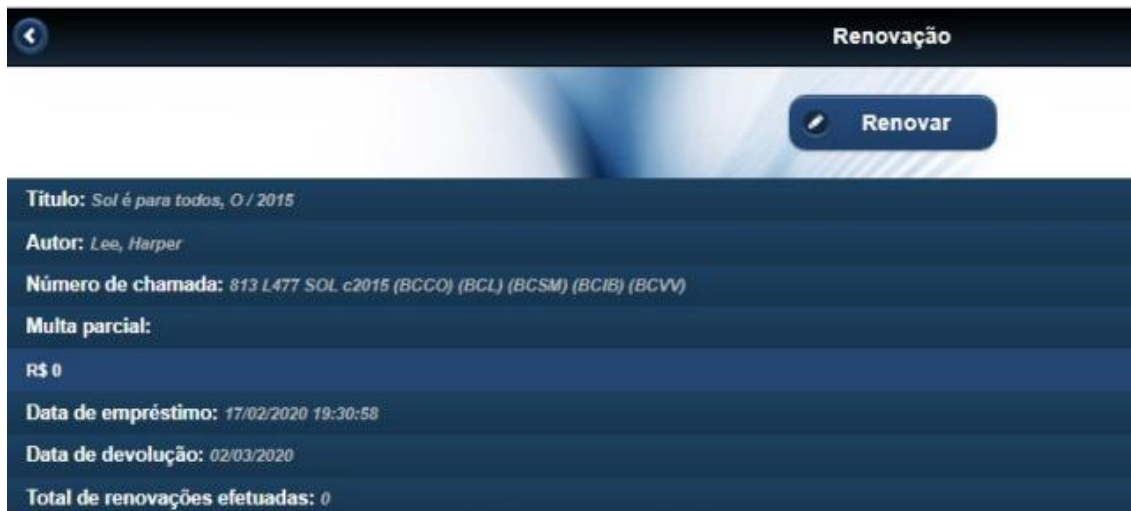 Renovação
Renovar
Título: Sol é para todos, O / 2015
Autor: Lee, Harper
Número de chamada: 813 L477 SOL c2015 (BCCO) (BCL) (BCSM) (BCIB) (BCVV)
Multa parcial:
R$ 0
Data de empréstimo: 17/02/2020 19:30:58
Data de devolução: 02/03/2020
Total de renovações efetuadas: 0